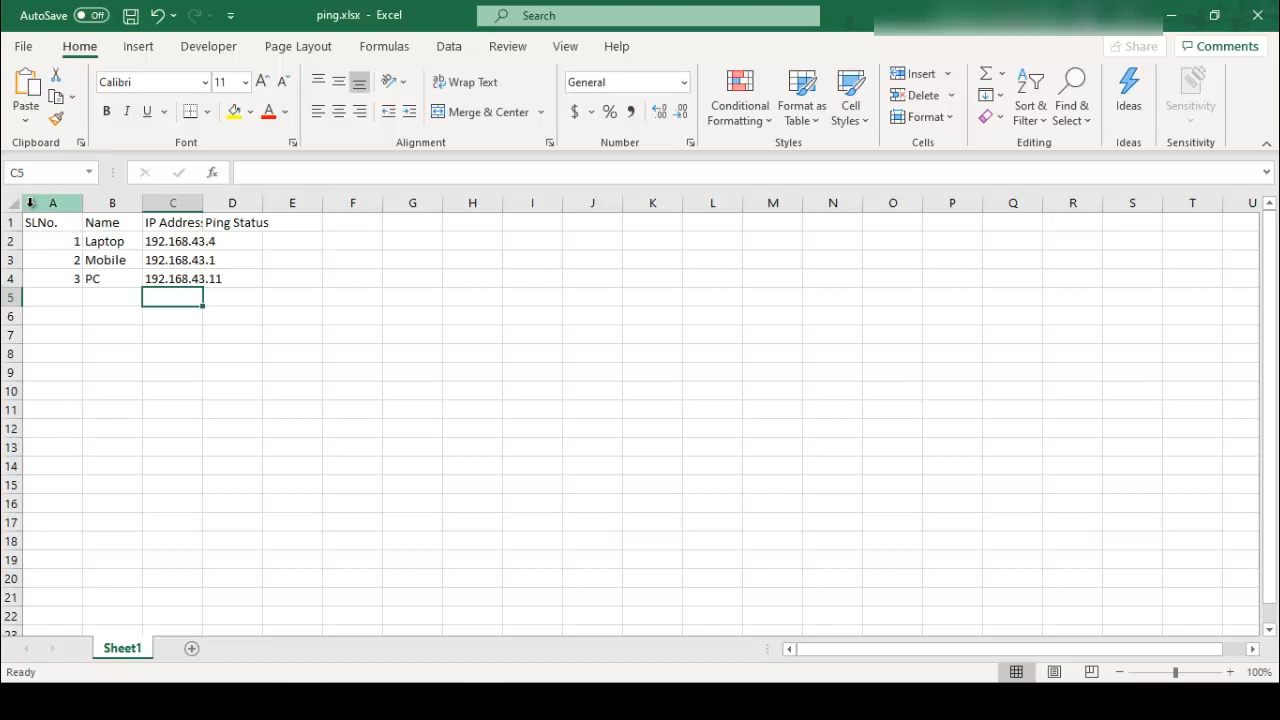 AutoSave Off ping.xlsx - Excel Search
File Home Insert Developer Page Layout Formulas Data Review View Help Share Comments
Paste Calibri 11 Wrap Text General Conditional Formatting Format as Table Cell Styles Insert Sort & Filter Find & Select Ideas Sensitivity
B I U Merge & Center $ % Delete
Format
Clipboard Font Alignment Number Styles Cells Editing Ideas Sensitivity
C5 fx
A B C D E F G H I J K L M N O P Q R S T U
1 SLNo. Name IP Addres Ping Status
2 1 Laptop 192.168.43.4
3 2 Mobile 192.168.43.1
4 3 PC 192.168.43.11
5
6
7
8
9
10
11
12
13
14
15
16
17
18
19
20
21
22
23
Sheet1
Ready 100%